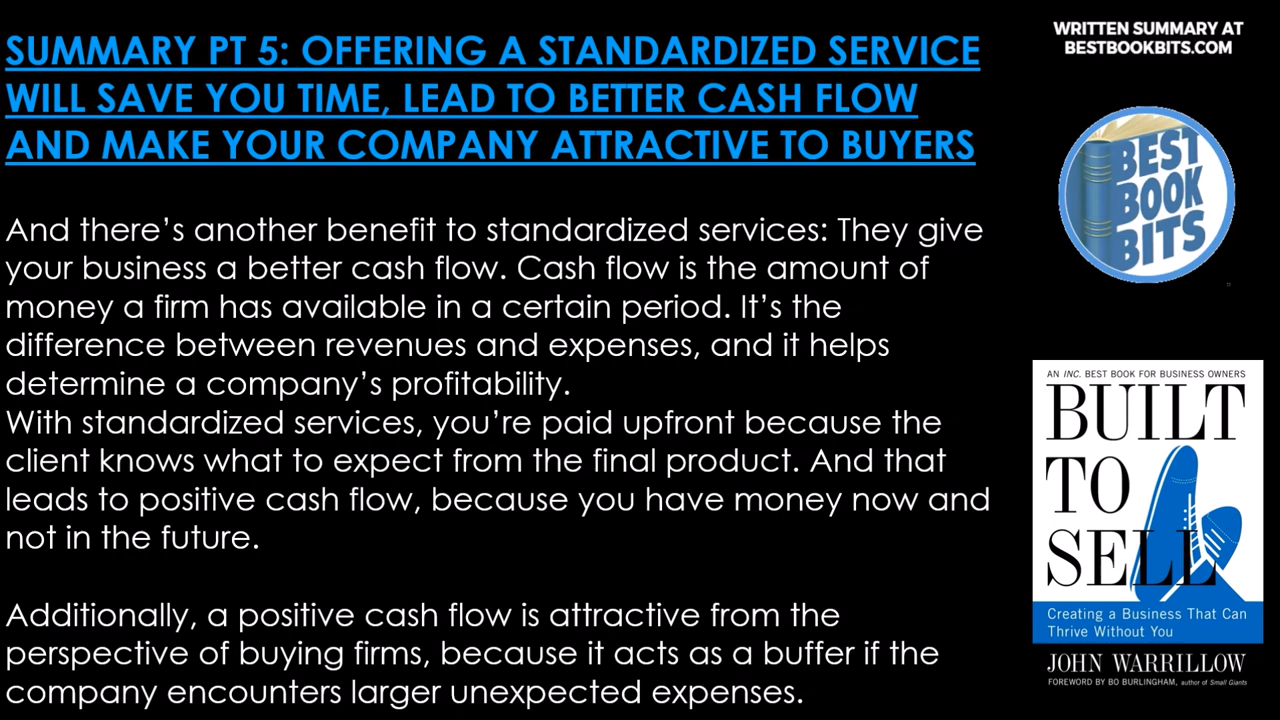 SUMMARY PT 5: OFFERING A STANDARDIZED SERVICE
WILL SAVE YOU TIME, LEAD TO BETTER CASH FLOW
AND MAKE YOUR COMPANY ATTRACTIVE TO BUYERS
And there’s another benefit to standardized services: They give
your business a better cash flow. Cash flow is the amount of
money a firm has available in a certain period. It’s the
difference between revenues and expenses, and it helps
determine a company’s profitability.
With standardized services, you’re paid upfront because the
client knows what to expect from the final product. And that
leads to positive cash flow, because you have money now and
not in the future.
Additionally, a positive cash flow is attractive from the
perspective of buying firms, because it acts as a buffer if the
company encounters larger unexpected expenses.
WRITTEN SUMMARY AT
BESTBOOKBITS.COM
BEST
BOOK
BITS
AN INC. BEST BOOK FOR BUSINESS OWNERS
BUILT
TO
SELL
Creating a Business That Can
Thrive Without You
JOHN WARRILLOW
FOREWORD BY BO BURLINGHAM, author of Small Giants